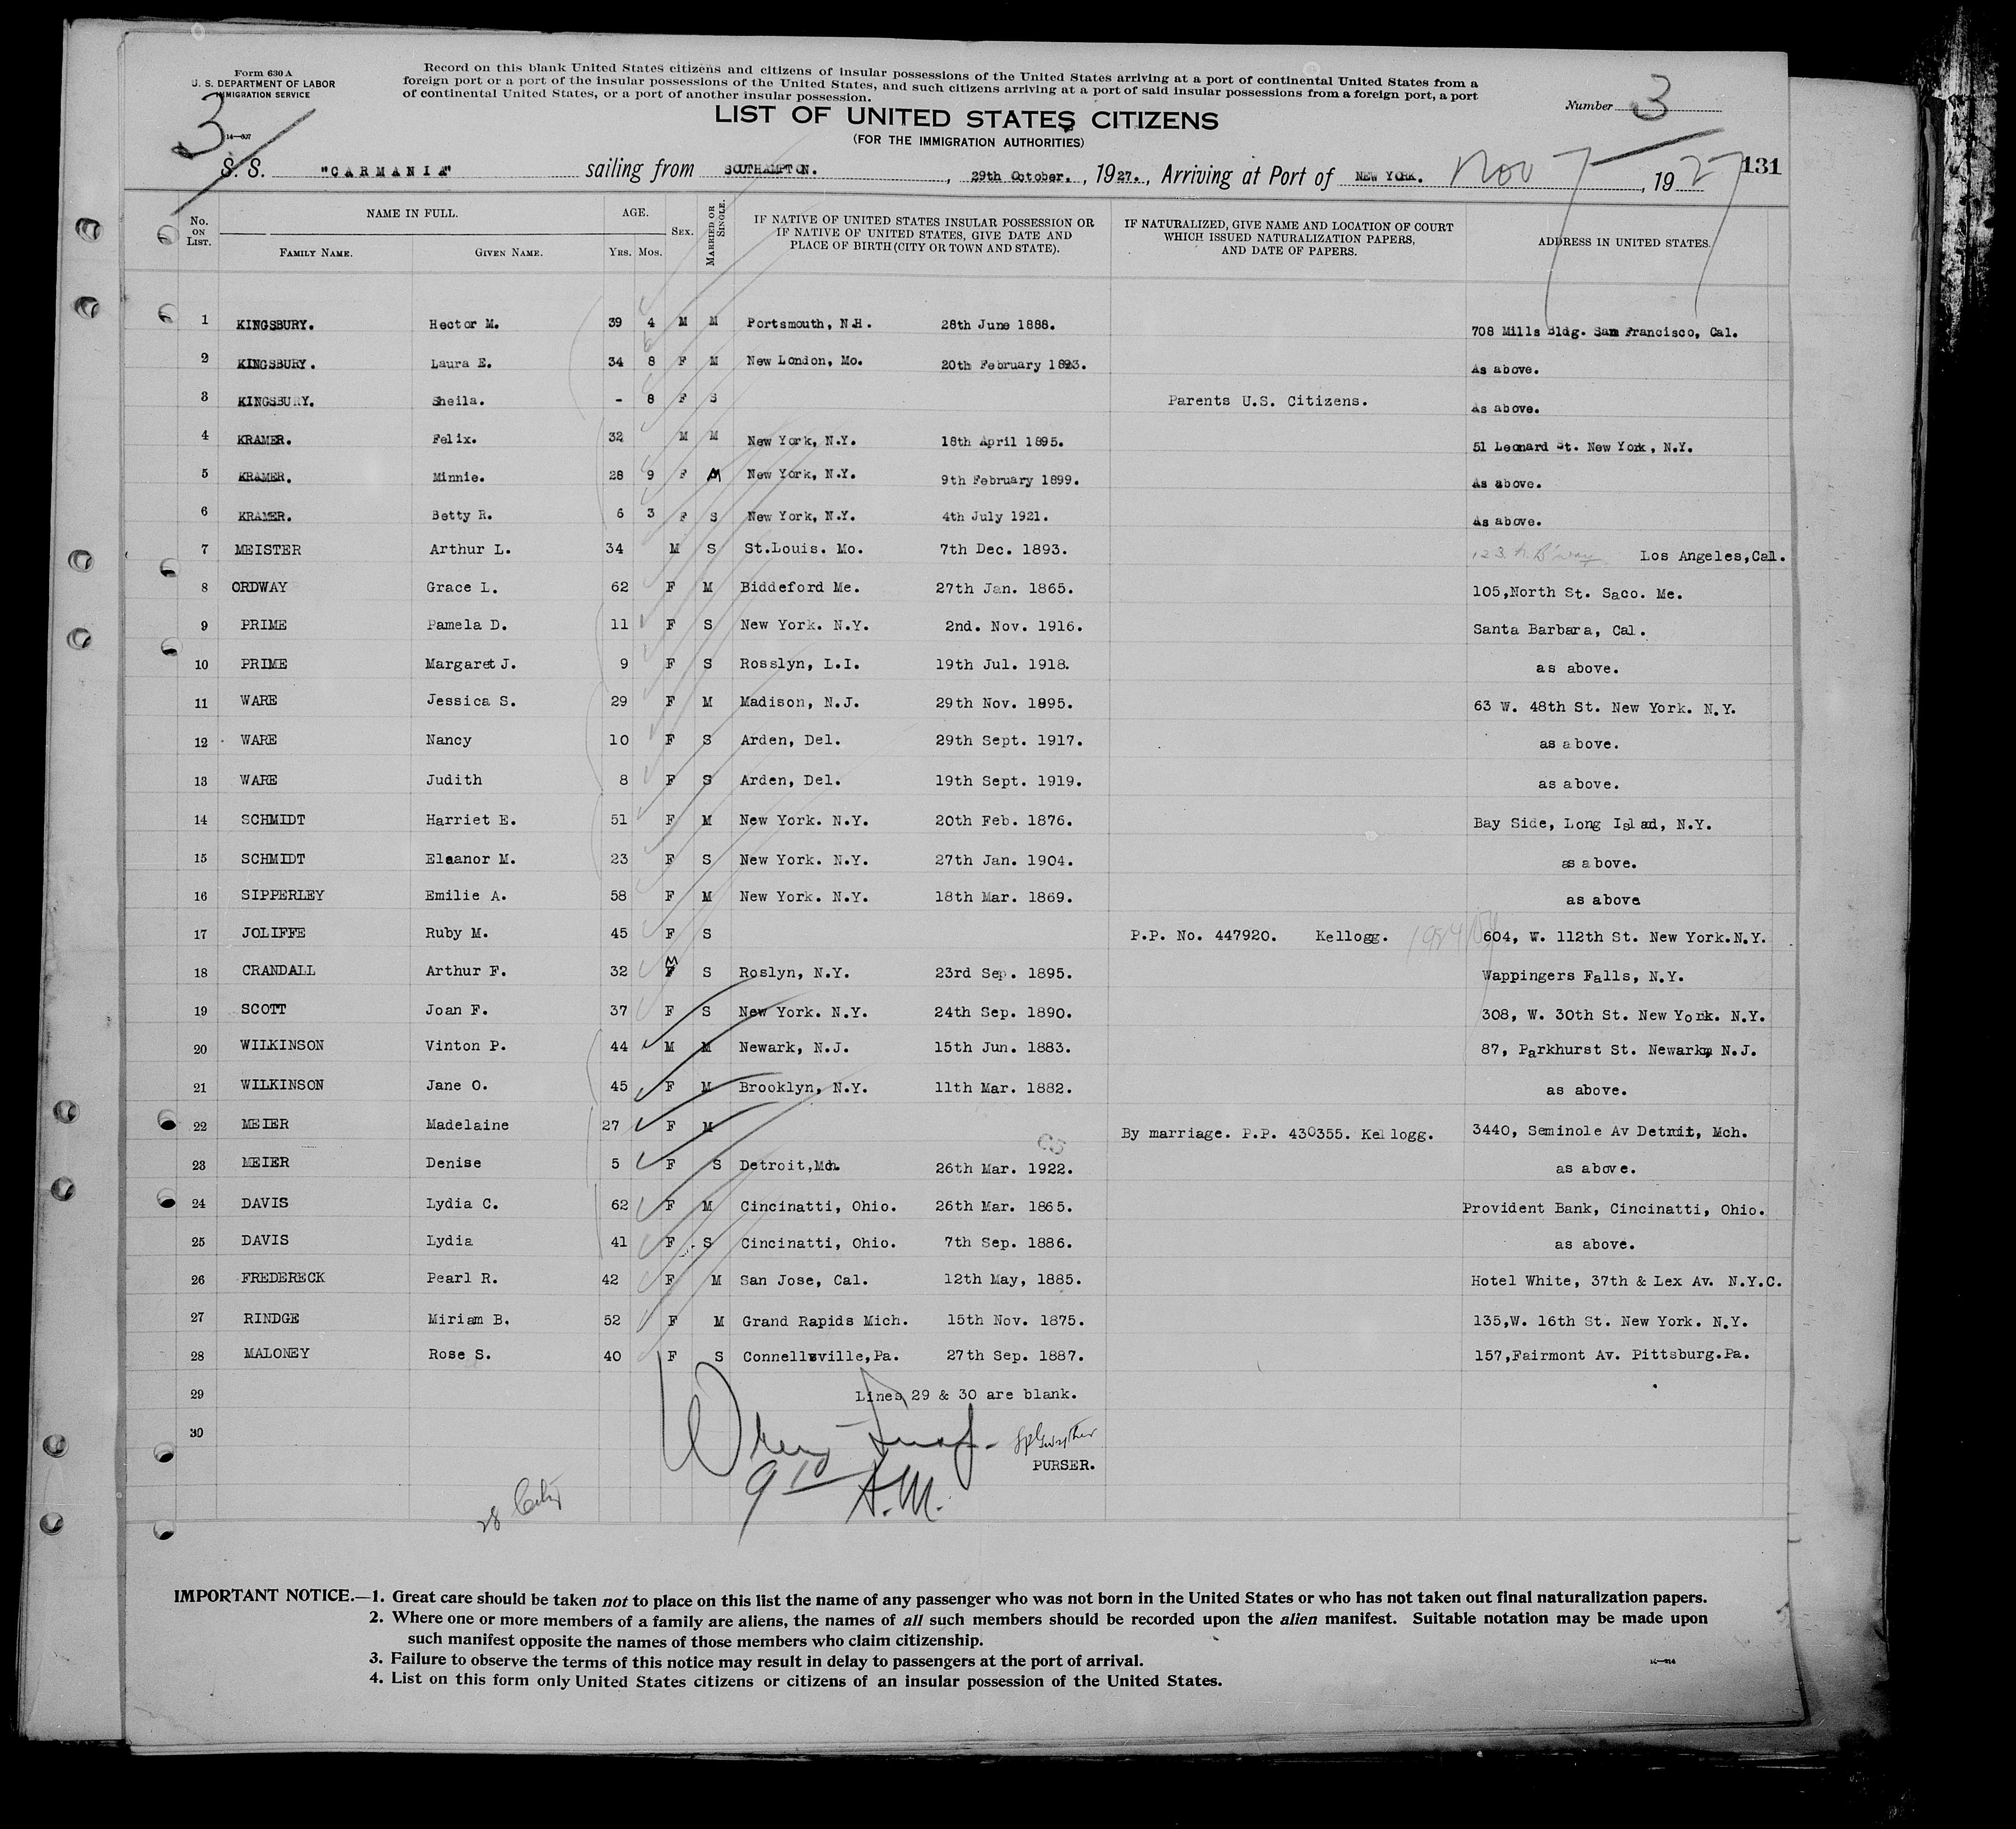 Form 630 A
U. S. DEPARTMENT OF LABOR
IMMIGRATION SERVICE
14—607
3
Record on this blank United States citizens and citizens of insular possessions of the United States arriving at a port of continental United States from a
foreign port or a port of the insular possessions of the United States, and such citizens arriving at a port of said insular possessions from a foreign port, a port
of continental United States, or a port of another insular possession.
Number 3
LIST OF UNITED STATES CITIZENS
(FOR THE IMMIGRATION AUTHORITIES)
S. S. "CARMANIA" sailing from SOUTHAMPTON. , 29th October. , 1927. , Arriving at Port of NEW YORK. Nov 7 , 1927 131
No. ON LIST. NAME IN FULL. FAMILY NAME. GIVEN NAME. AGE. YRS. MOS. SEX. MARRIED OR SINGLE. IF NATIVE OF UNITED STATES INSULAR POSSESSION OR IF NATIVE OF UNITED STATES, GIVE DATE AND PLACE OF BIRTH (CITY OR TOWN AND STATE). IF NATURALIZED, GIVE NAME AND LOCATION OF COURT WHICH ISSUED NATURALIZATION PAPERS, AND DATE OF PAPERS. ADDRESS IN UNITED STATES.
1 KINGSBURY. Hector M. 39 4 M M Portsmouth, N.H. 28th June 1888. 708 Mills Bldg. San Francisco, Cal.
2 KINGSBURY. Laura E. 34 8 F M New London, Mo. 20th February 1893. As above.
3 KINGSBURY. Sheila. - 8 F S Parents U.S. Citizens. As above.
4 KRAMER. Felix. 32 M M New York, N.Y. 18th April 1895. 51 Leonard St. New York, N.Y.
5 KRAMER. Minnie. 28 9 F M New York, N.Y. 9th February 1899. As above.
6 KRAMER. Betty R. 6 3 F S New York, N.Y. 4th July 1921. As above.
7 MEISTER Arthur L. 34 M S St.Louis. Mo. 7th Dec. 1893. 123. N. B'way Los Angeles,Cal.
8 ORDWAY Grace L. 62 F M Biddeford Me. 27th Jan. 1865. 105,North St. Saco. Me.
9 PRIME Pamela D. 11 F S New York. N.Y. 2nd. Nov. 1916. Santa Barbara, Cal.
10 PRIME Margaret J. 9 F S Rosslyn, L.I. 19th Jul. 1918. as above.
11 WARE Jessica S. 29 F M Madison, N.J. 29th Nov. 1895. 63 W. 48th St. New York. N.Y.
12 WARE Nancy 10 F S Arden, Del. 29th Sept. 1917. as above.
13 WARE Judith 8 F S Arden, Del. 19th Sept. 1919. as above.
14 SCHMIDT Harriet E. 51 F M New York. N.Y. 20th Feb. 1876. Bay Side, Long Islad, N.Y.
15 SCHMIDT Eleanor M. 23 F S New York. N.Y. 27th Jan. 1904. as above.
16 SIPPERLEY Emilie A. 58 F M New York. N.Y. 18th Mar. 1869. as above
17 JOLIFFE Ruby M. 45 F S P.P. No. 447920. Kellogg. 604, W. 112th St. New York.N.Y.
18 CRANDALL Arthur F. 32 M S Roslyn, N.Y. 23rd Sep. 1895. Wappingers Falls, N.Y.
19 SCOTT Joan F. 37 F S New York. N.Y. 24th Sep. 1890. 308, W. 30th St. New York. N.Y.
20 WILKINSON Vinton P. 44 M M Newark, N.J. 15th Jun. 1883. 87, Parkhurst St. Newark, N.J.
21 WILKINSON Jane O. 45 F M Brooklyn, N.Y. 11th Mar. 1882. as above.
22 MEIER Madelaine 27 F M By marriage. P.P. 430355. Kellogg. 3440, Seminole Av Detroit, Mch.
23 MEIER Denise 5 F S Detroit,Mch. 26th Mar. 1922. as above.
24 DAVIS Lydia C. 62 F M Cincinatti, Ohio. 26th Mar. 1865. Provident Bank, Cincinatti, Ohio.
25 DAVIS Lydia 41 F S Cincinatti, Ohio. 7th Sep. 1886. as above.
26 FREDERECK Pearl R. 42 F M San Jose, Cal. 12th May, 1885. Hotel White, 37th & Lex Av. N.Y.C.
27 RINDGE Miriam B. 52 F M Grand Rapids Mich. 15th Nov. 1875. 135,W. 16th St. New York. N.Y.
28 MALONEY Rose S. 40 F S Connellsville,Pa. 27th Sep. 1887. 157,Fairmont Av. Pittsburg.Pa.
29 Lines 29 & 30 are blank.
30
PURSER.
9 10 A.M.
28
IMPORTANT NOTICE.—1. Great care should be taken not to place on this list the name of any passenger who was not born in the United States or who has not taken out final naturalization papers.
2. Where one or more members of a family are aliens, the names of all such members should be recorded upon the alien manifest. Suitable notation may be made upon
such manifest opposite the names of those members who claim citizenship.
3. Failure to observe the terms of this notice may result in delay to passengers at the port of arrival.
4. List on this form only United States citizens or citizens of an insular possession of the United States.